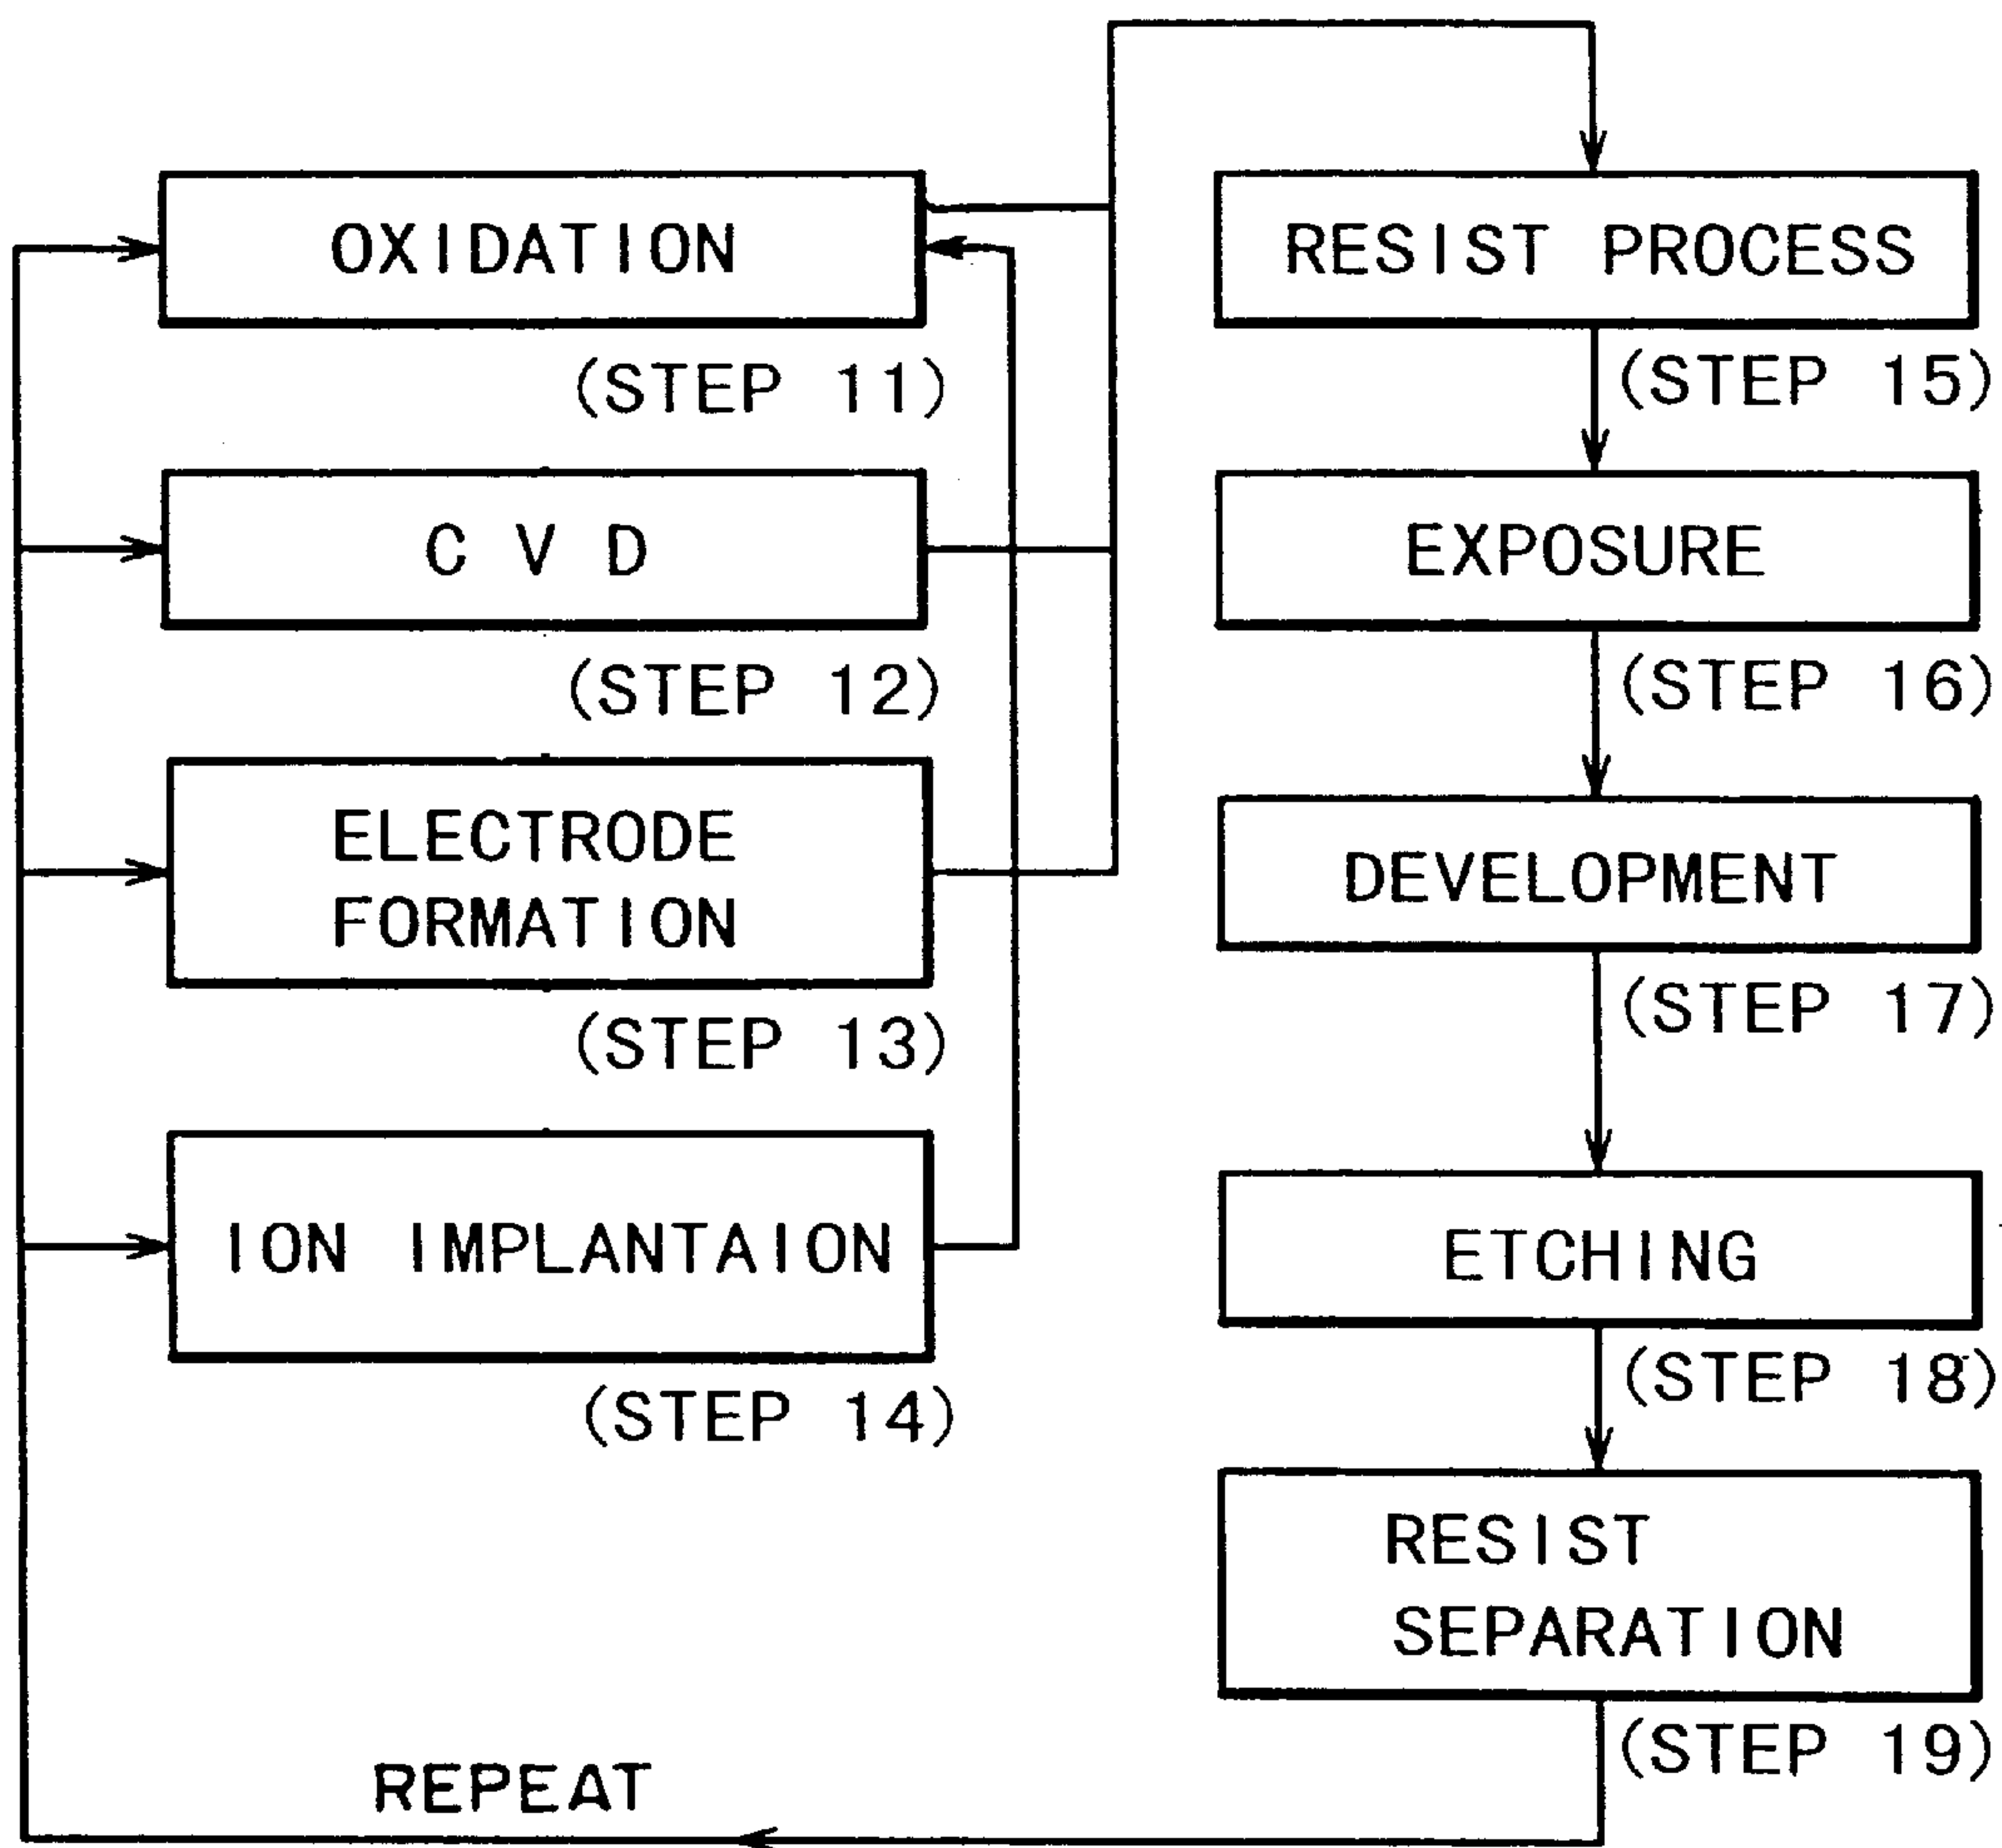 OXIDATION
(STEP 11)
C V D
(STEP 12)
ELECTRODE
FORMATION
(STEP 13)
ION IMPLANTAION
(STEP 14)
RESIST PROCESS
(STEP 15)
EXPOSURE
(STEP 16)
DEVELOPMENT
(STEP 17)
ETCHING
(STEP 18)
RESIST
SEPARATION
(STEP 19)
REPEAT